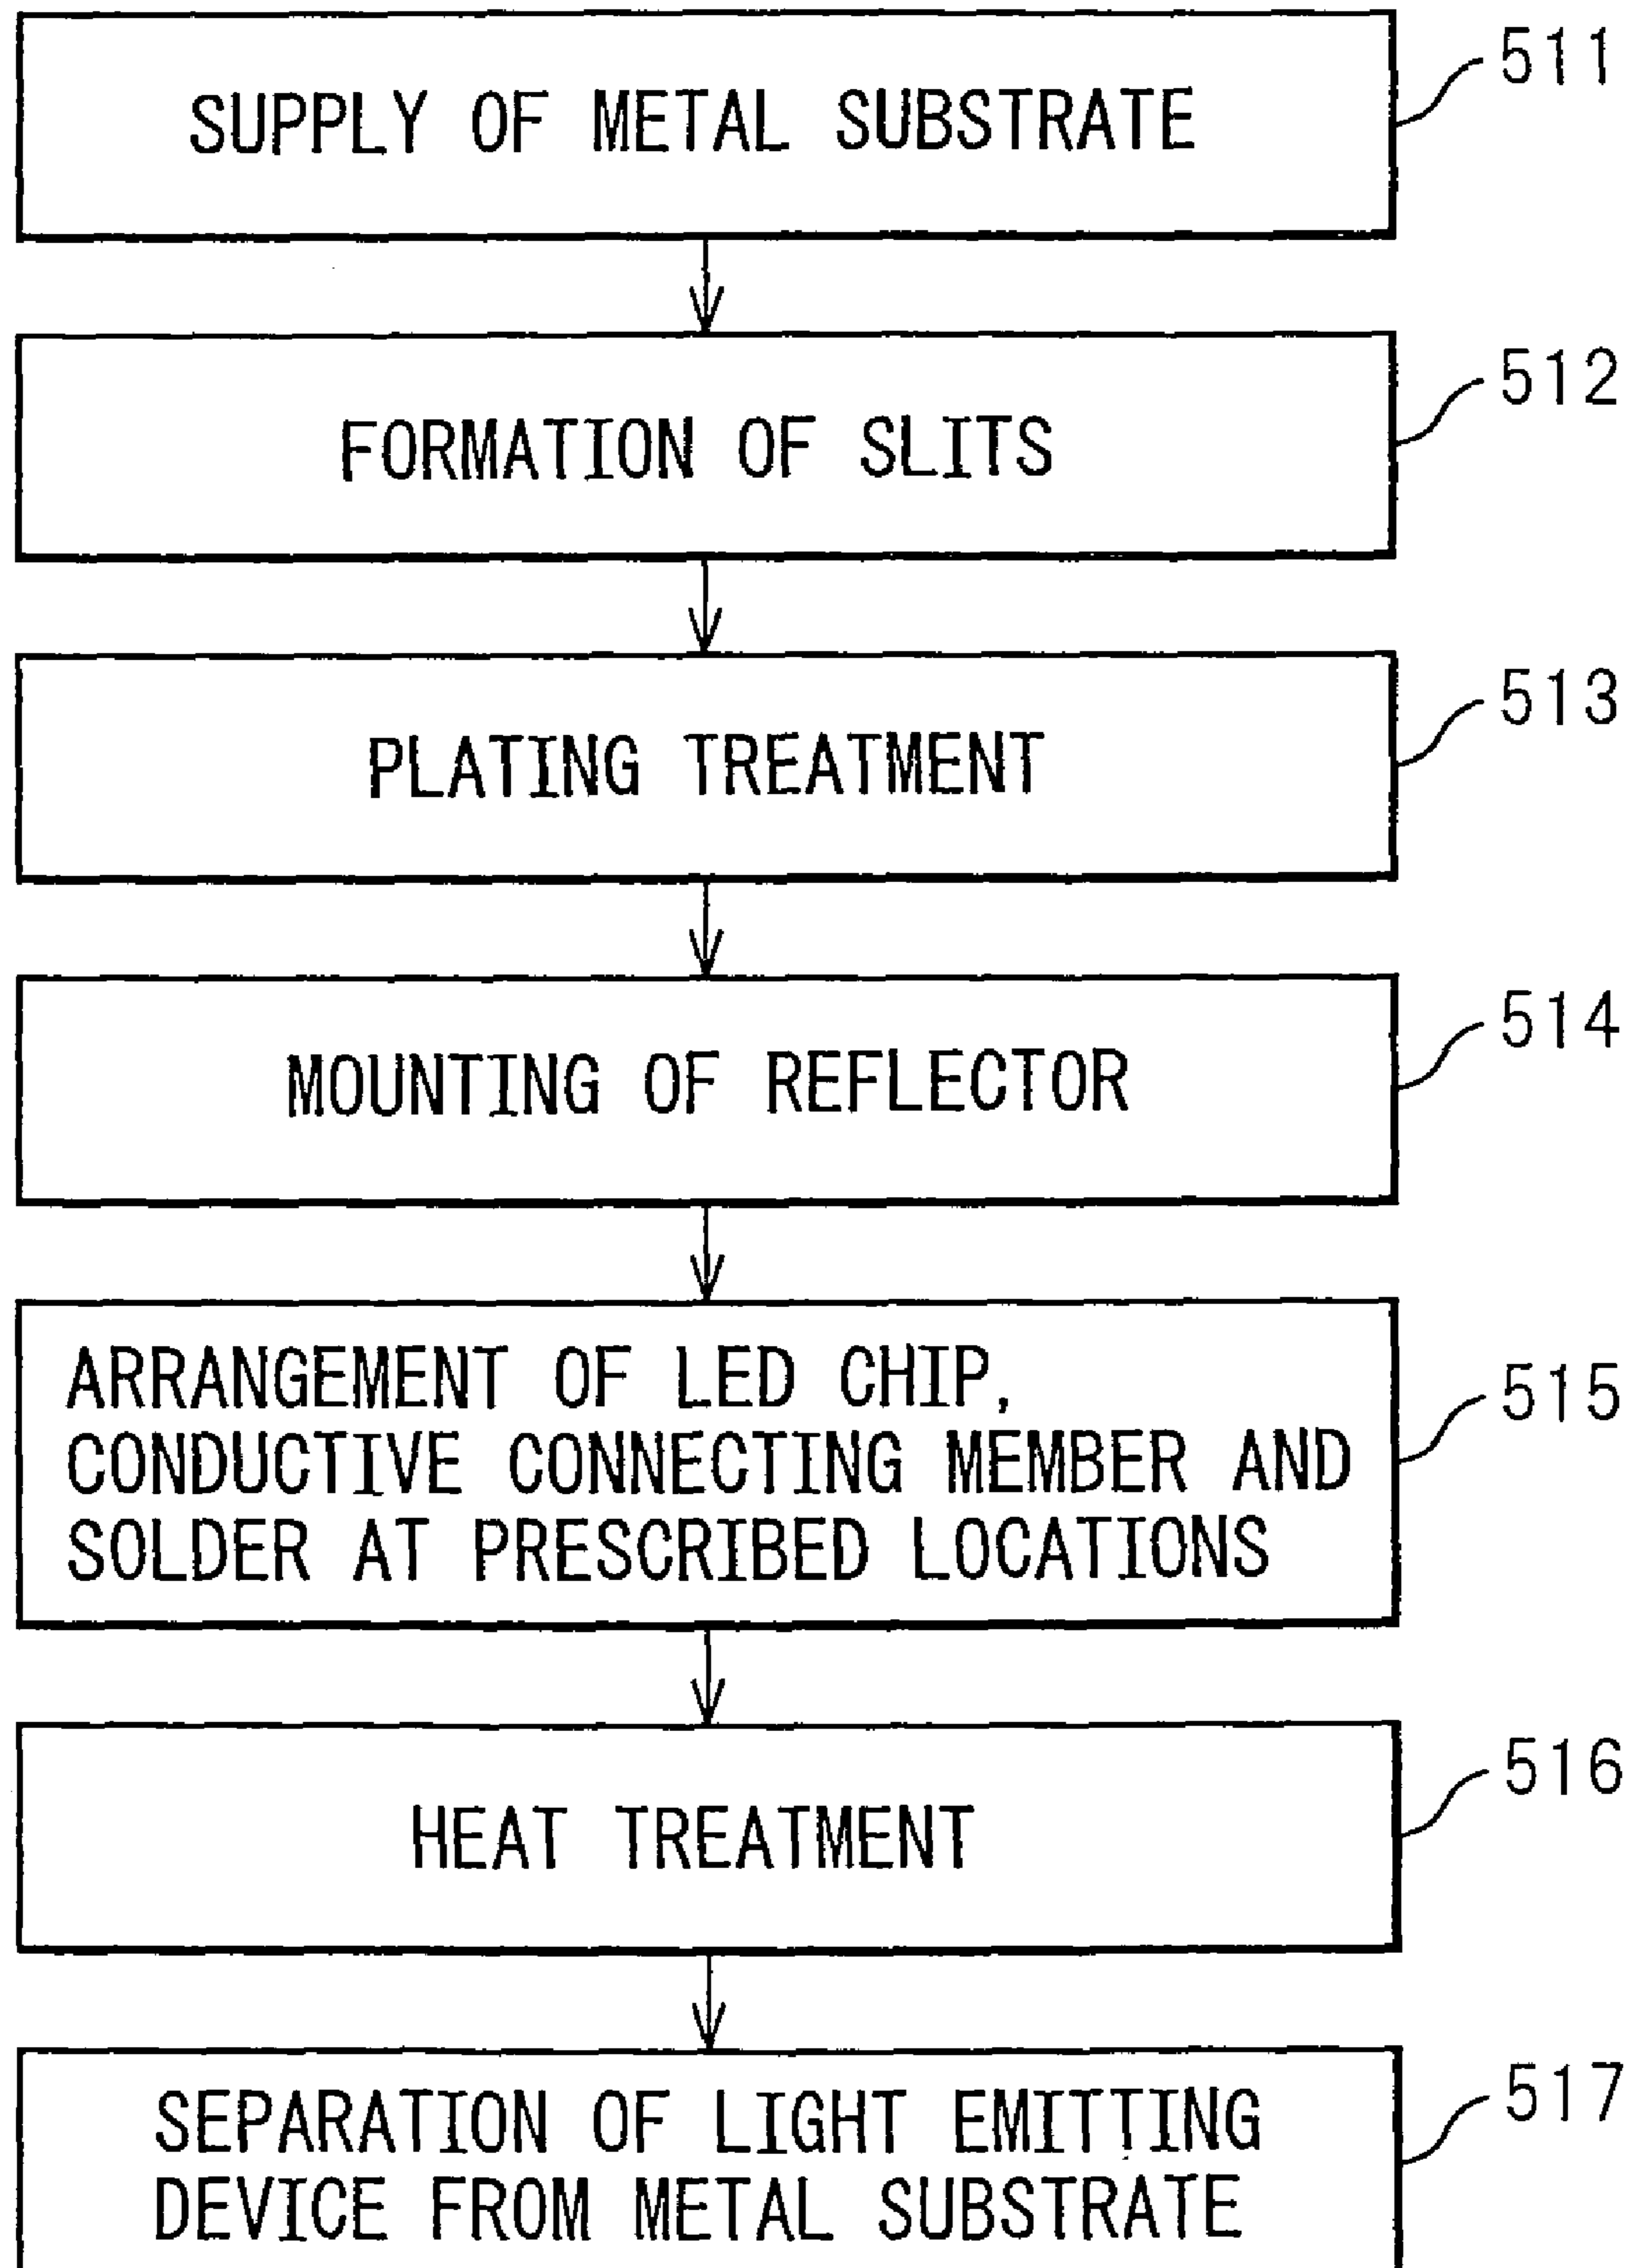 SUPPLY OF METAL SUBSTRATE
511
FORMATION OF SLITS
512
PLATING TREATMENT
513
MOUNTING OF REFLECTOR
514
ARRANGEMENT OF LED CHIP,
CONDUCTIVE CONNECTING MEMBER AND
SOLDER AT PRESCRIBED LOCATIONS
515
HEAT TREATMENT
516
SEPARATION OF LIGHT EMITTING
DEVICE FROM METAL SUBSTRATE
517